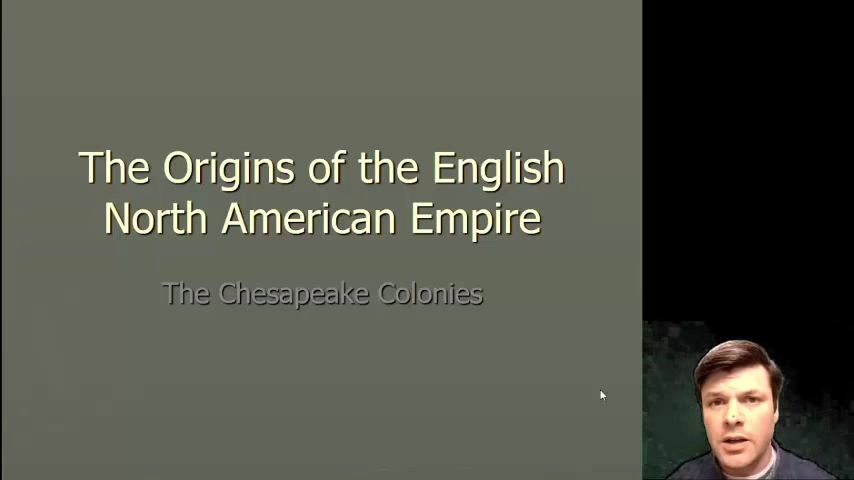 The Origins of the English
North American Empire
The Chesapeake Colonies